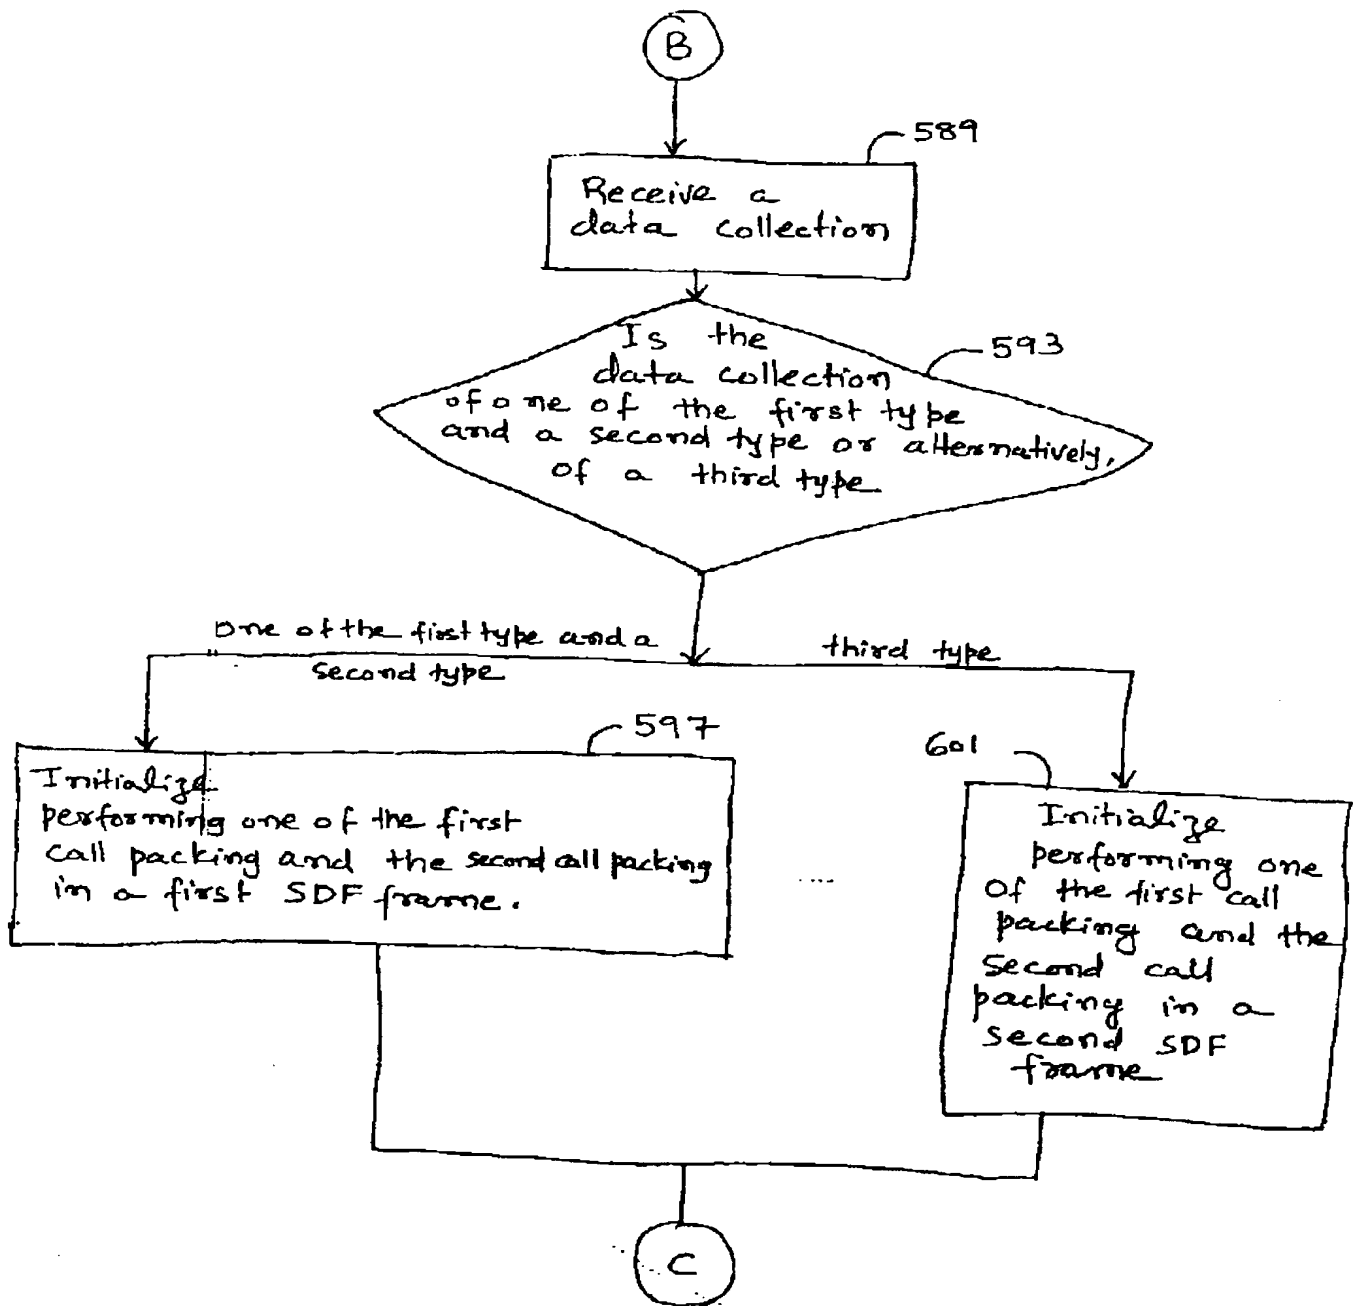 B
589
Receive a
data collection
593
Is the
data collection
of one of the first type
and a second type or alternatively,
of a third type
one of the first type and a
second type
third type
597
Initialize
performing one of the first
call packing and the second call packing
in a first SDF frame.
....
601
Initialize
performing one
of the first call
packing and the
second call
packing in a
second SDF
frame
C